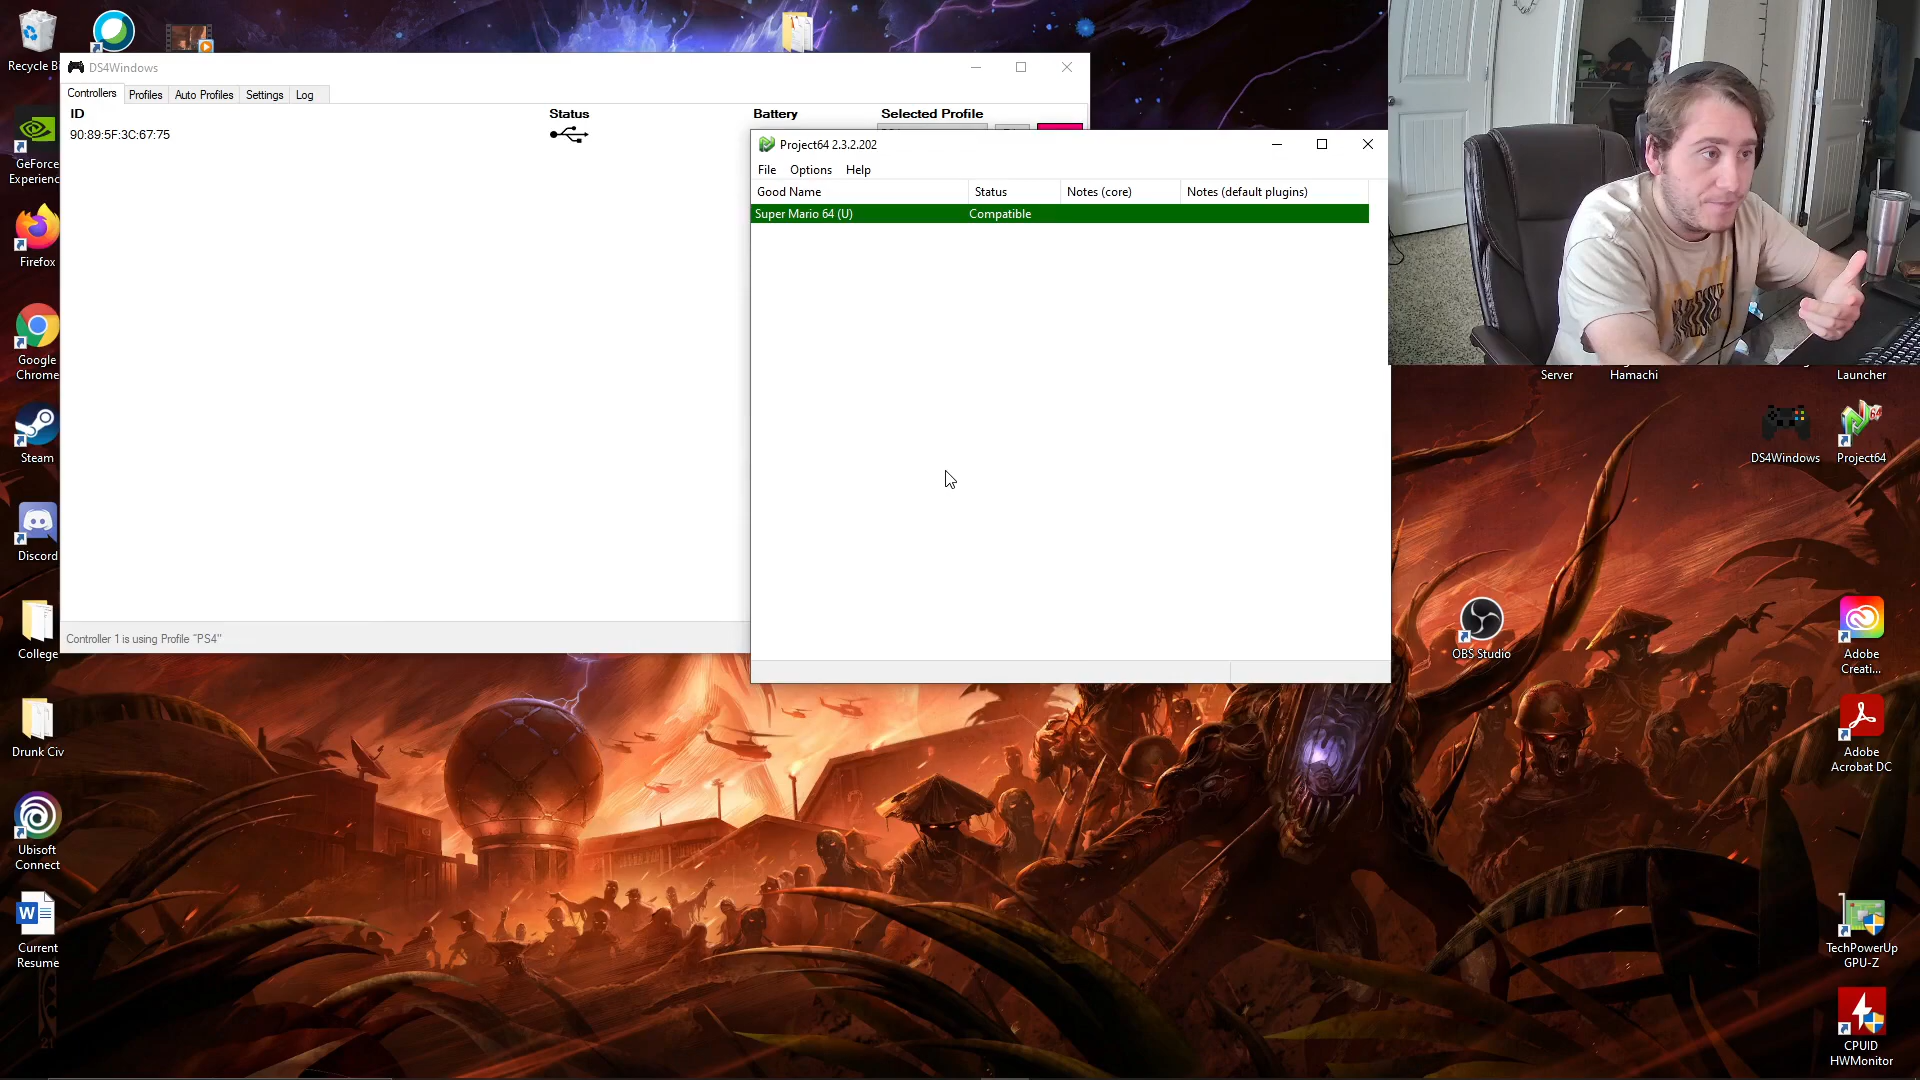 Recycle Bi
GeForce
Experienc
Firefox
Google
Chrome
Steam
Discord
College
Drunk Civ
Ubisoft
Connect
Current
Resume
DS4Windows
Controllers
Profiles
Auto Profiles
Settings
Log
ID
Status
Battery
Selected Profile
90:89:5F:3C:67:75
Controller 1 is using Profile "PS4"
Project64 2.3.2.202
File
Options
Help
Good Name
Status
Notes (core)
Notes (default plugins)
Super Mario 64 (U)
Compatible
Server
Hamachi
Launcher
DS4Windows
Project64
OBS Studio
Adobe
Creati...
Adobe
Acrobat DC
TechPowerUp
GPU-Z
CPUID
HWMonitor